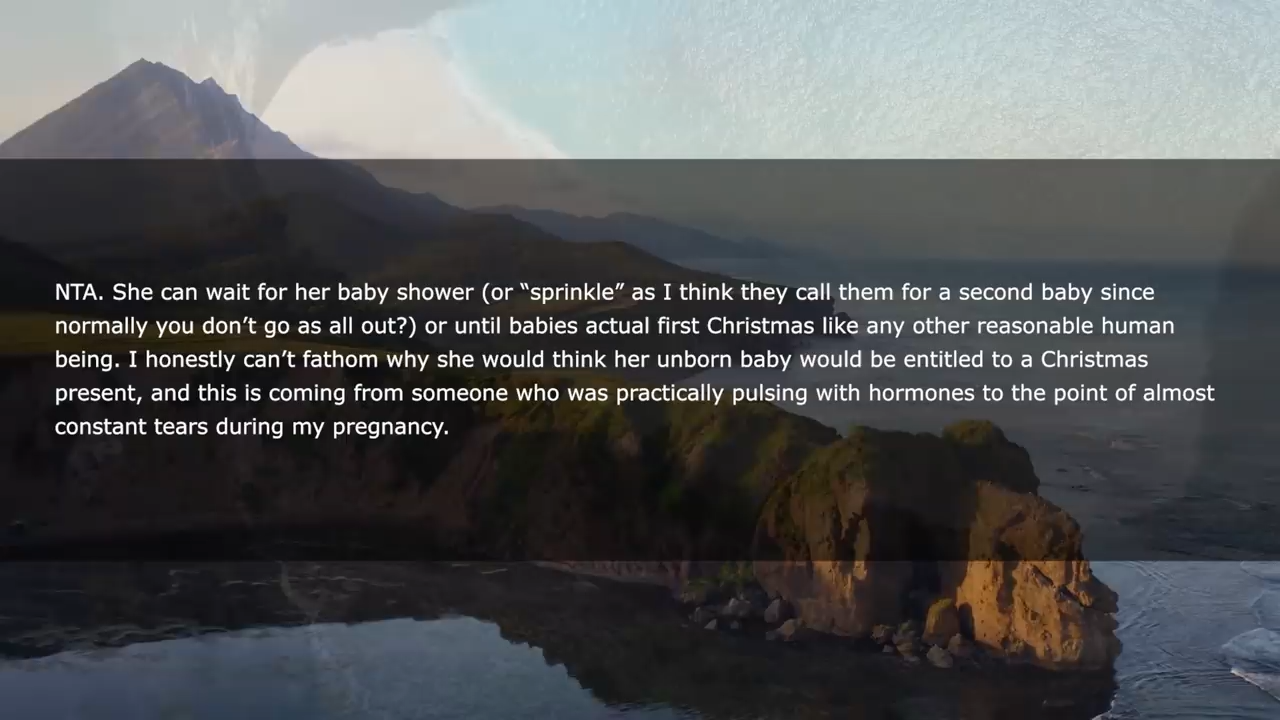 NTA. She can wait for her baby shower (or “sprinkle” as I think they call them for a second baby since
normally you don’t go as all out?) or until babies actual first Christmas like any other reasonable human
being. I honestly can’t fathom why she would think her unborn baby would be entitled to a Christmas
present, and this is coming from someone who was practically pulsing with hormones to the point of almost
constant tears during my pregnancy.